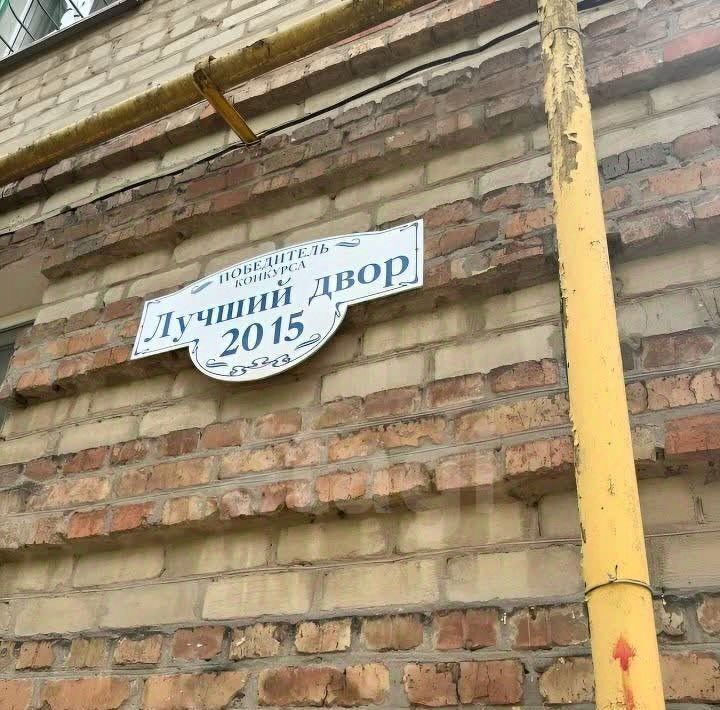 ПОБЕДИТЕЛЬ
КОНКУРСА
Лучший двор
2015